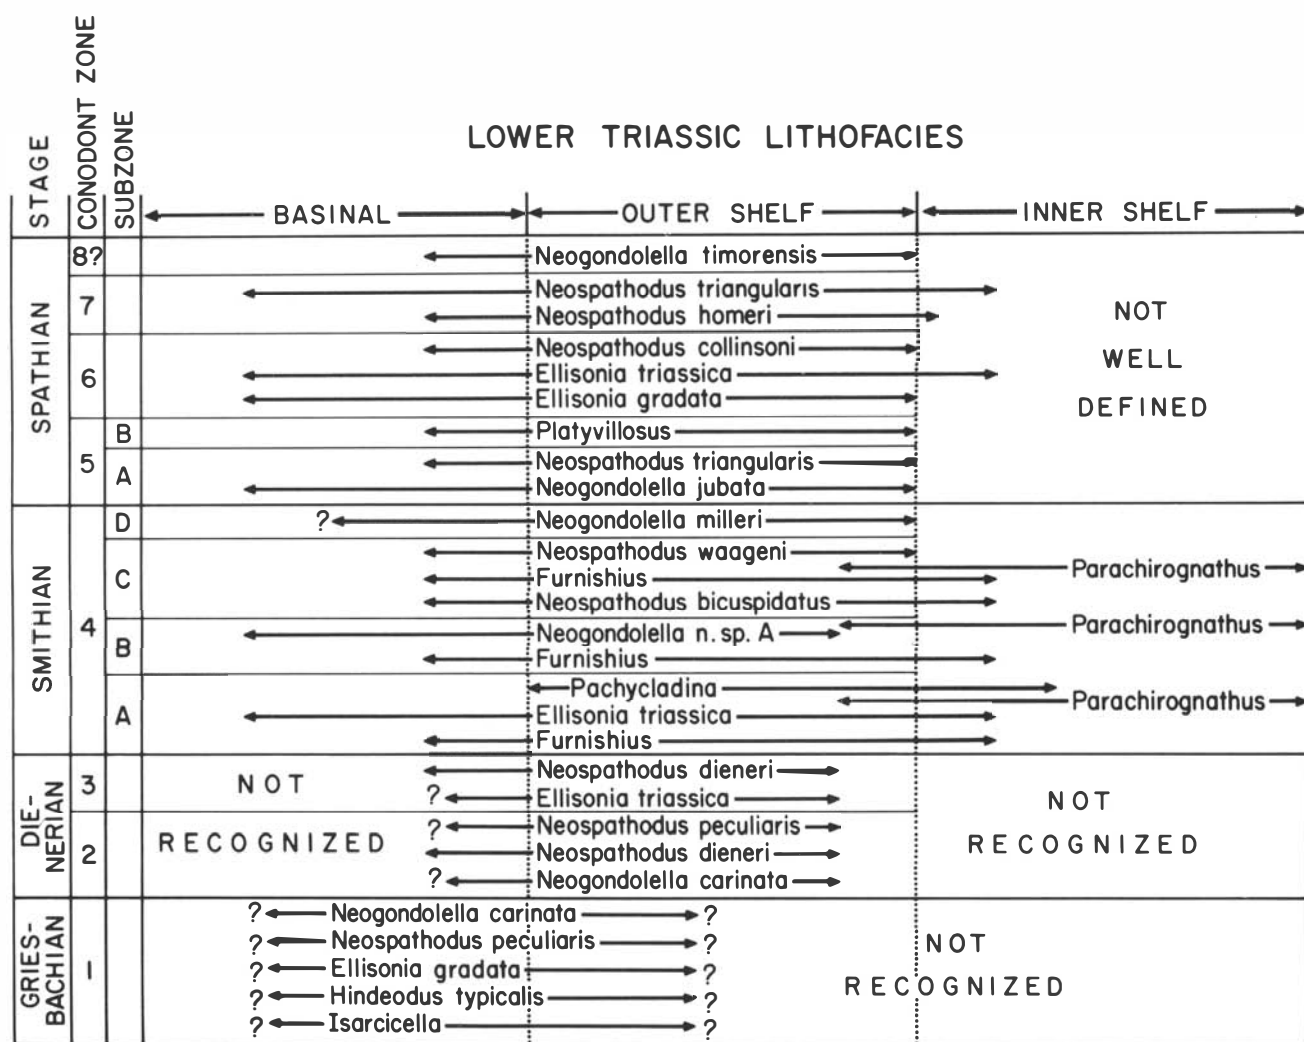 LOWER TRIASSIC LITHOFACIES
STAGE
CONODONT ZONE
SUBZONE
BASINAL
OUTER SHELF
INNER SHELF
SPATHIAN
8?
Neogondolella timorensis
7
Neospathodus triangularis
Neospathodus homeri
6
Neospathodus collinsoni
Ellisonia triassica
Ellisonia gradata
5
B
Platyvillosus
A
Neospathodus triangularis
Neogondolella jubata
NOT
WELL
DEFINED
SMITHIAN
4
D
? Neogondolella milleri
C
Neospathodus waageni
Furnishius
Parachirognathus
Neospathodus bicuspidatus
B
Neogondolella n. sp. A
Parachirognathus
Furnishius
A
Pachycladina
Parachirognathus
Ellisonia triassica
Furnishius
DIE-
NERIAN
3
Neospathodus dieneri
? Ellisonia triassica
2
? Neospathodus peculiaris
Neospathodus dieneri
? Neogondolella carinata
NOT
RECOGNIZED
NOT
RECOGNIZED
GRIES-
BACHIAN
1
? Neogondolella carinata ?
? Neospathodus peculiaris ?
? Ellisonia gradata ?
? Hindeodus typicalis ?
? Isarcicella ?
NOT
RECOGNIZED